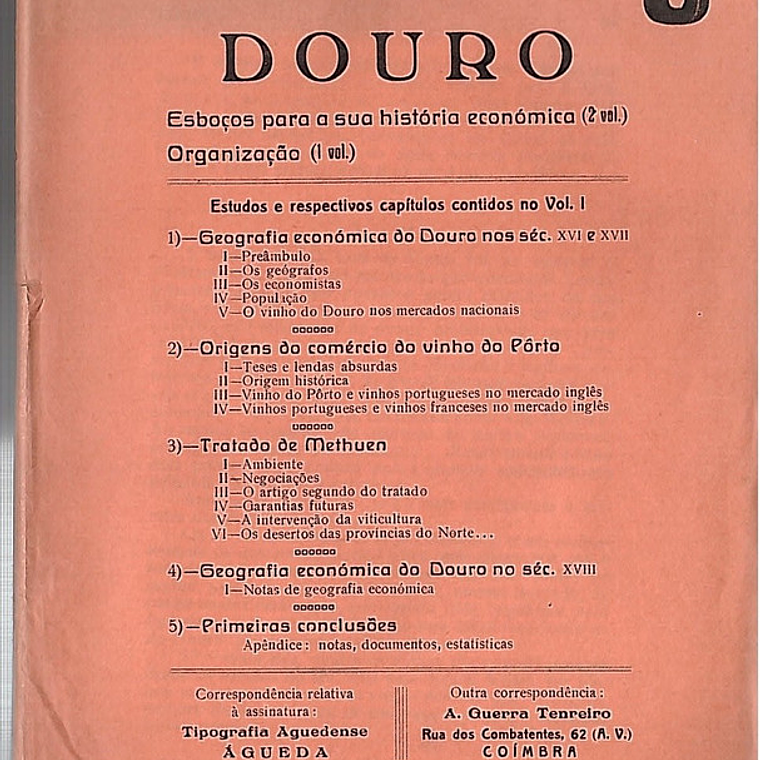 DOURO
Esboços para a sua história económica (2 vol.)
Organização (1 vol.)
Estudos e respectivos capítulos contidos no Vol. I
1)—Geografia económica do Douro nos séc. XVI e XVII
I—Preâmbulo
II—Os geógrafos
III—Os economistas
IV—Popul ıção
V—O vinho do Douro nos mercados nacionais
2)—Origens do comércio do vinho do Pôrto
I—Teses e lendas absurdas
II—Origem histórica
III—Vinho do Pôrto e vinhos portugueses no mercado inglês
IV—Vinhos portugueses e vinhos franceses no mercado inglês
3)—Tratado de Methuen
I—Ambiente
II—Negociações
III—O artigo segundo do tratado
IV—Garantias futuras
V—A intervenção da viticultura
VI—Os desertos das províncias do Norte...
4)—Geografia económica do Douro no séc. XVIII
I—Notas de geografia económica
5)—Primeiras conclusões
Apêndice: notas, documentos, estatísticas
Correspondência relativa
à assinatura:
Tipografia Aguedense
ÁGUEDA
Outra correspondência:
A. Guerra Tenreiro
Rua dos Combatentes, 62 (A. V.)
COÍMBRA